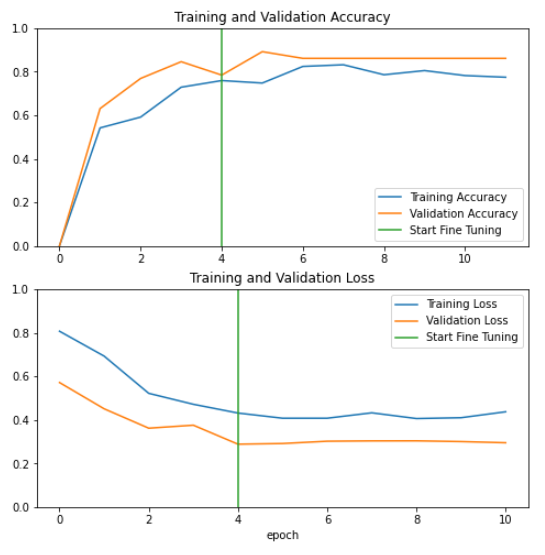 Training and Validation Accuracy
1.0
0.8
0.6
0.4
0.2
0.0
Training Accuracy
Validation Accuracy
Start Fine Tuning
0 2 4 6 8 10
Training and Validation Loss
1.0
0.8
0.6
0.4
0.2
0.0
Training Loss
Validation Loss
Start Fine Tuning
0 2 4 6 8 10
epoch